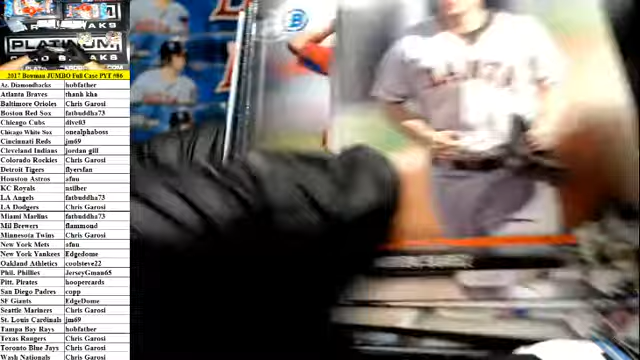 PLATINUM
BREAKS
2017 Bowman JUMBO Full Case PYT #86
Az. Diamondbacks hobfather
Atlanta Braves thanh kha
Baltimore Orioles Chris Garosi
Boston Red Sox fatbuddha73
Chicago Cubs dive03
Chicago White Sox onealphaboss
Cincinnati Reds jm69
Cleveland Indians jordan gill
Colorado Rockies Chris Garosi
Detroit Tigers flyersfan
Houston Astros afnu
KC Royals nsilber
LA Angels fatbuddha73
LA Dodgers Chris Garosi
Miami Marlins fatbuddha73
Mil Brewers flammond
Minnesota Twins Chris Garosi
New York Mets afnu
New York Yankees Edgedome
Oakland Athletics coolsteve22
Phil. Phillies JerseyGman65
Pitt. Pirates hoopercards
San Diego Padres copp
SF Giants EdgeDome
Seattle Mariners Chris Garosi
St. Louis Cardinals jm69
Tampa Bay Rays hobfather
Texas Rangers Chris Garosi
Toronto Blue Jays Chris Garosi
Wash Nationals Chris Garosi